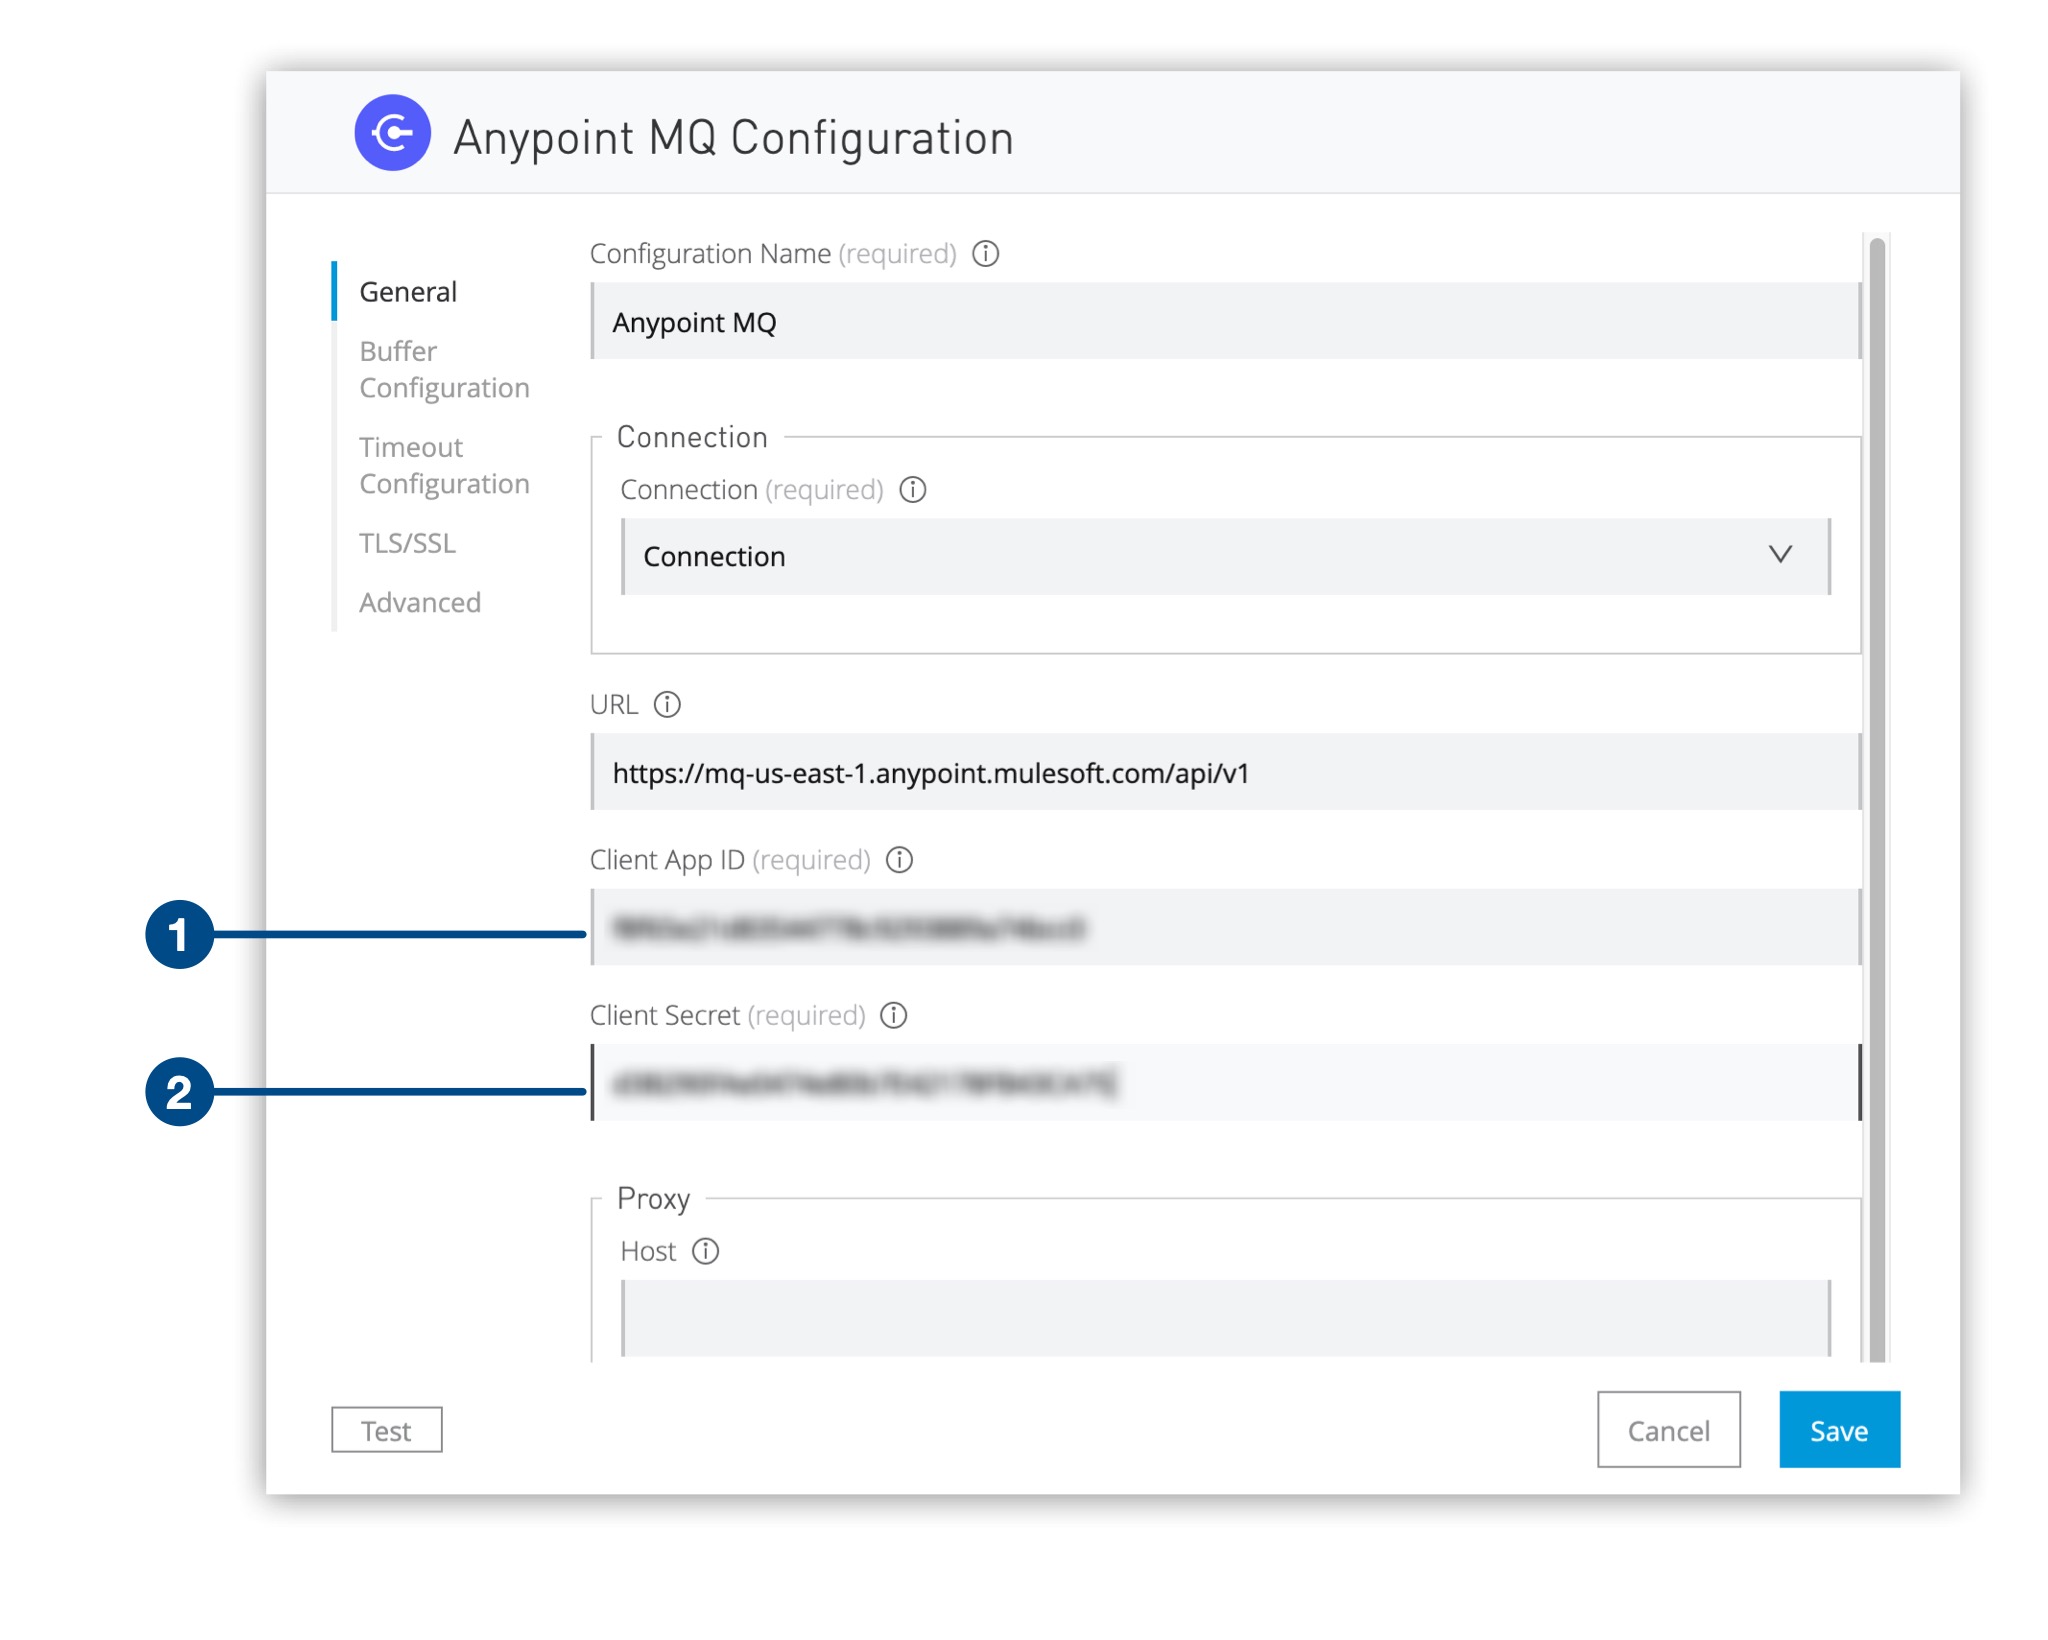 Anypoint MQ Configuration
General
Buffer
Configuration
Timeout
Configuration
TLS/SSL
Advanced
Configuration Name (required)
Anypoint MQ
Connection
Connection (required)
Connection
URL
https://mq-us-east-1.anypoint.mulesoft.com/api/v1
Client App ID (required)
1
Client Secret (required)
2
Proxy
Host
Test
Cancel
Save